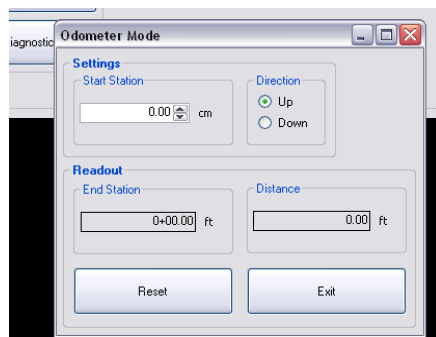 iagnostic
Odometer Mode
Settings
Start Station
0.00 cm
Direction
Up
Down
Readout
End Station
0+00.00 ft
Distance
0.00 ft
Reset
Exit